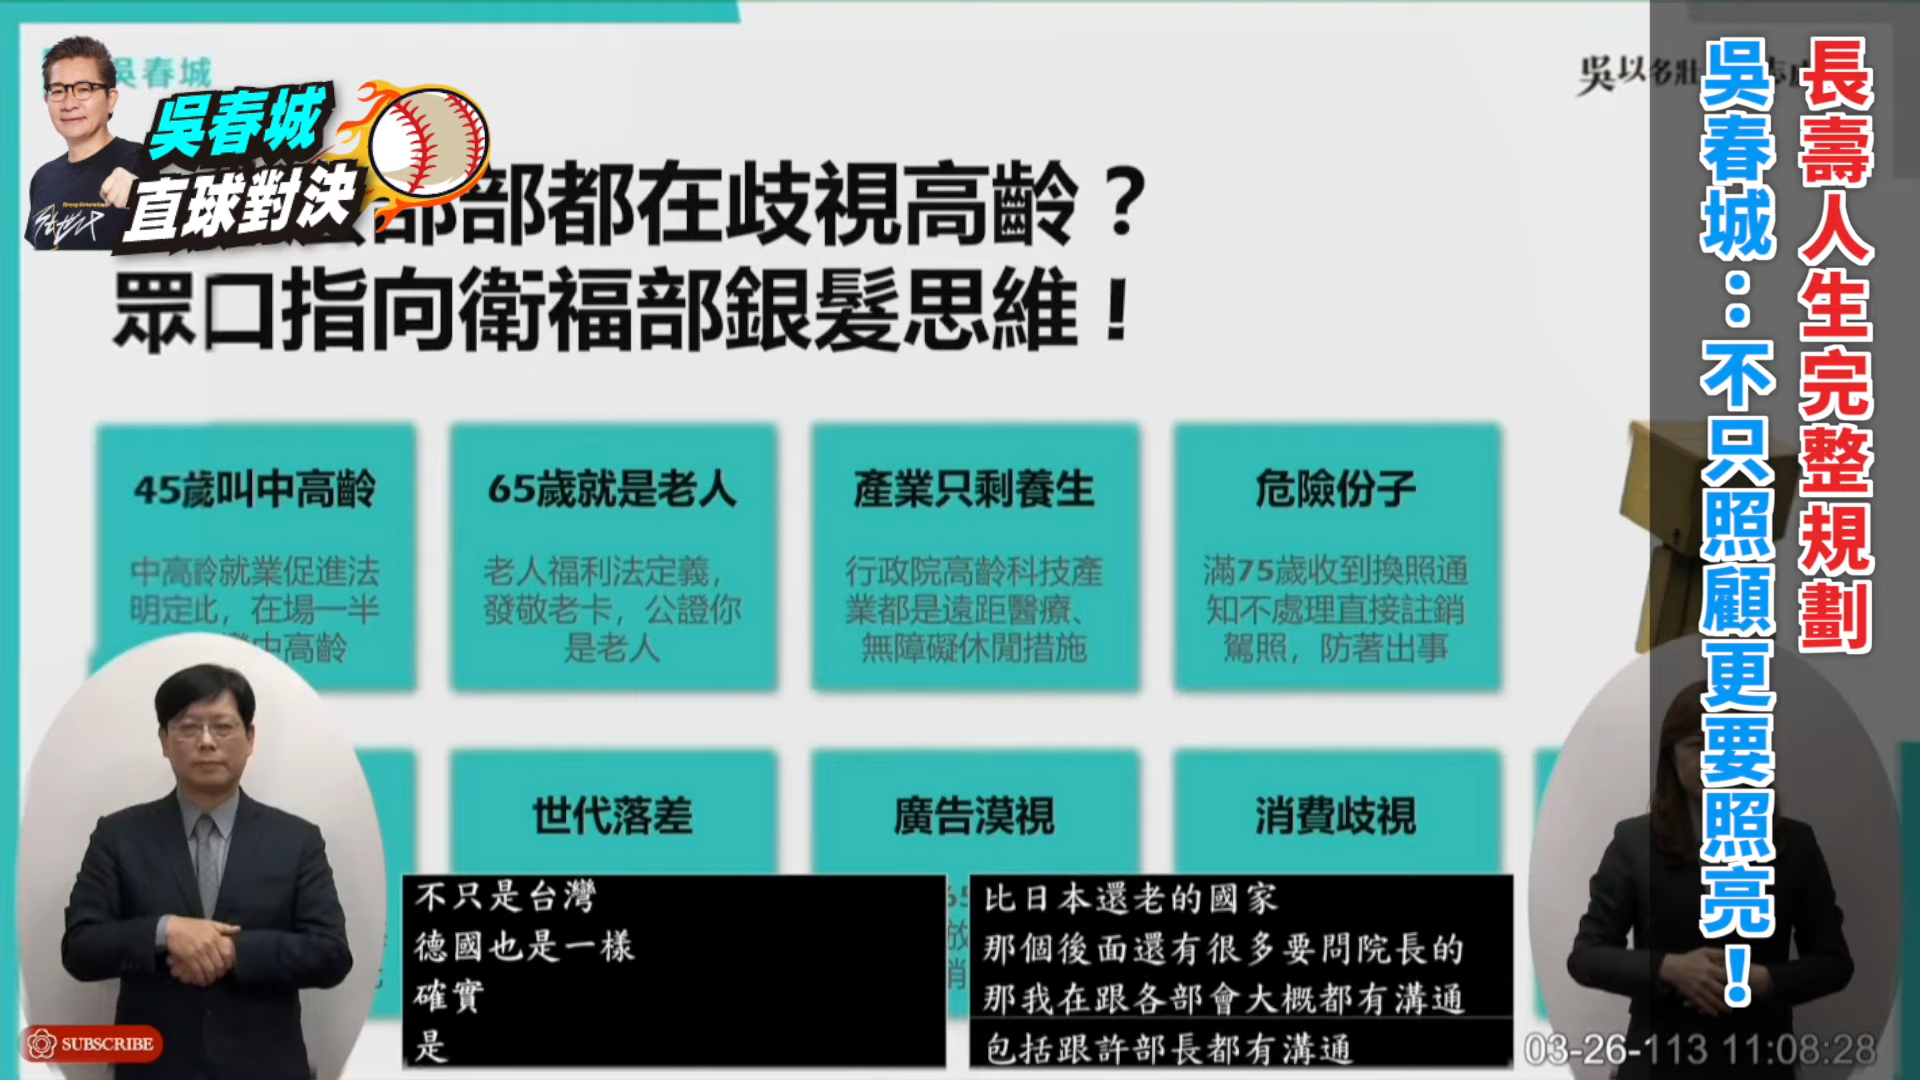 吳春城
吳春城
直球對決
吳以
長壽人生完整規劃
吳春城：不只照顧更要照亮！
部都在歧視高齡？
眾口指向衛福部銀髮思維！
45歲叫中高齡
中高齡就業促進法
明定此，在場一半
中高齡
65歲就是老人
老人福利法定義，
發敬老卡，公證你
是老人
產業只剩養生
行政院高齡科技產
業都是遠距醫療、
無障礙休閒措施
危險份子
滿75歲收到換照通
知不處理直接註銷
駕照，防著出事
世代落差
廣告漠視
消費歧視
不只是台灣
德國也是一樣
確實
是
比日本還老的國家
那個後面還有很多要問院長的
那我在跟各部會大概都有溝通
包括跟許部長都有溝通
SUBSCRIBE
03-26-113 11:08:28